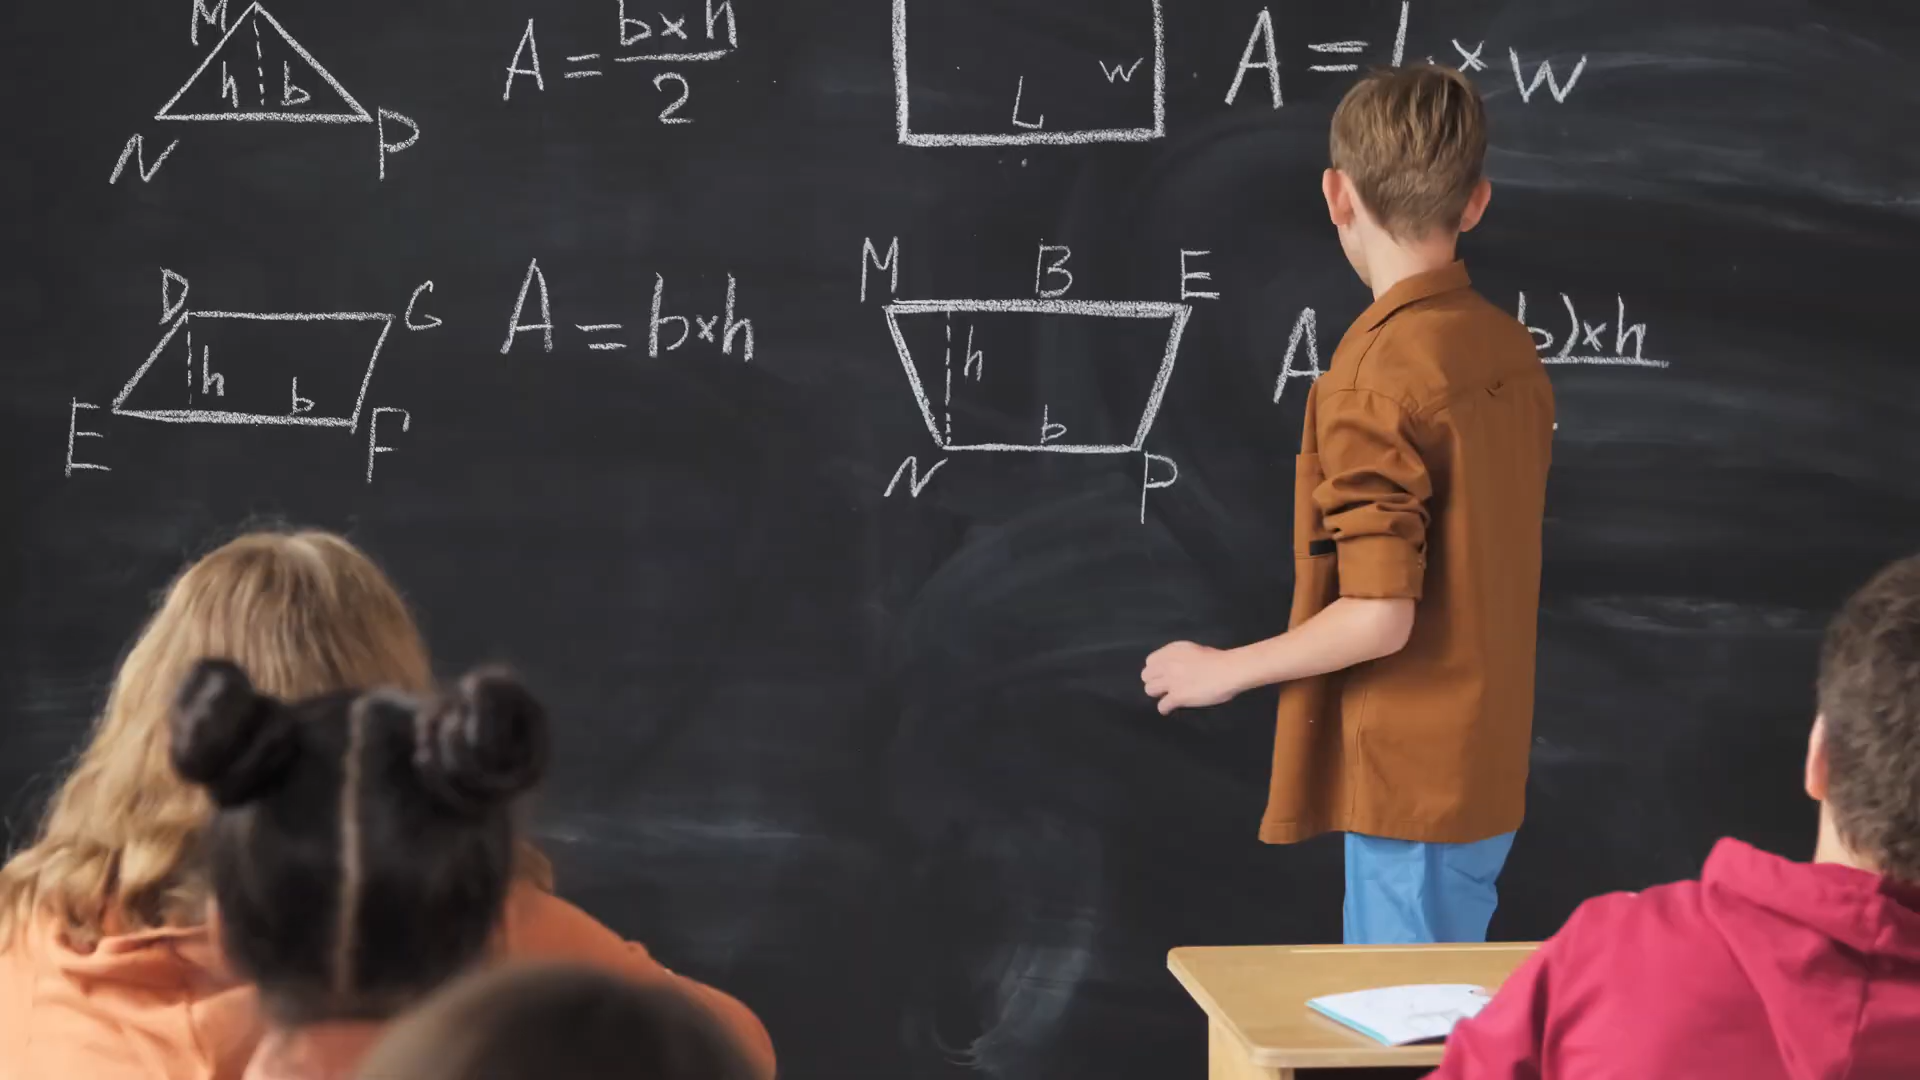 M
h b
N P
A = b×h / 2
w
L
A = L × W
D G
h
b
E F
A = b×h
M B E
h
b
N P
A
b)×h